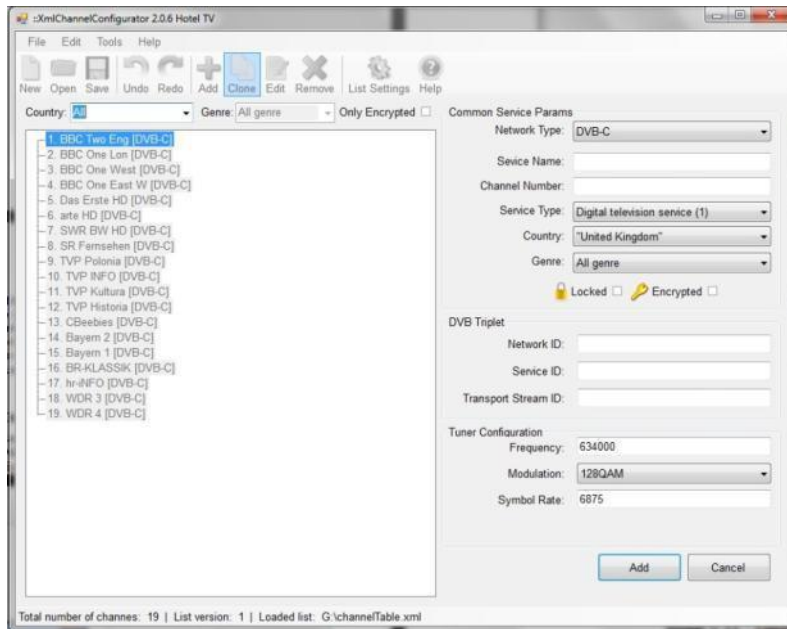 ::XmlChannelConfigurator 2.0.6 Hotel TV
File Edit Tools Help
New Open Save Undo Redo Add Clone Edit Remove List Settings Help
Country: All Genre: All genre Only Encrypted
1. BBC Two Eng [DVB-C]
2. BBC One Lon [DVB-C]
3. BBC One West [DVB-C]
4. BBC One East W [DVB-C]
5. Das Erste HD [DVB-C]
6. arte HD [DVB-C]
7. SWR BW HD [DVB-C]
8. SR Fernsehen [DVB-C]
9. TVP Polonia [DVB-C]
10. TVP INFO [DVB-C]
11. TVP Kultura [DVB-C]
12. TVP Historia [DVB-C]
13. CBeebies [DVB-C]
14. Bayern 2 [DVB-C]
15. Bayern 1 [DVB-C]
16. BR-KLASSIK [DVB-C]
17. hr-iNFO [DVB-C]
18. WDR 3 [DVB-C]
19. WDR 4 [DVB-C]
Common Service Params
Network Type: DVB-C
Sevice Name:
Channel Number:
Service Type: Digital television service (1)
Country: "United Kingdom"
Genre: All genre
Locked Encrypted
DVB Triplet
Network ID:
Service ID:
Transport Stream ID:
Tuner Configuration
Frequency: 634000
Modulation: 128QAM
Symbol Rate: 6875
Add Cancel
Total number of channes: 19 | List version: 1 | Loaded list: G:\channelTable.xml